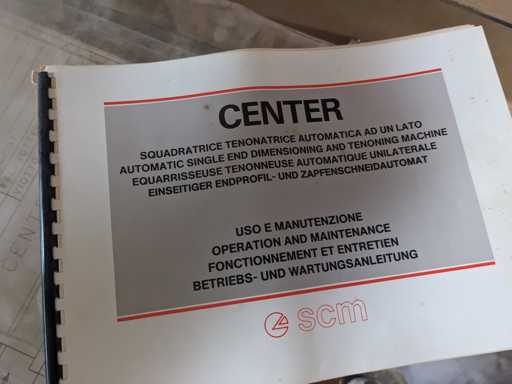 CENTER
SQUADRATRICE TENONATRICE AUTOMATICA AD UN LATO
AUTOMATIC SINGLE END DIMENSIONING AND TENONING MACHINE
EQUARRISSEUSE TENONNEUSE AUTOMATIQUE UNILATERALE
EINSEITIGER ENDPROFIL- UND ZAPFENSCHNEIDAUTOMAT
USO E MANUTENZIONE
OPERATION AND MAINTENANCE
FONCTIONNEMENT ET ENTRETIEN
BETRIEBS- UND WARTUNGSANLEITUNG
scm